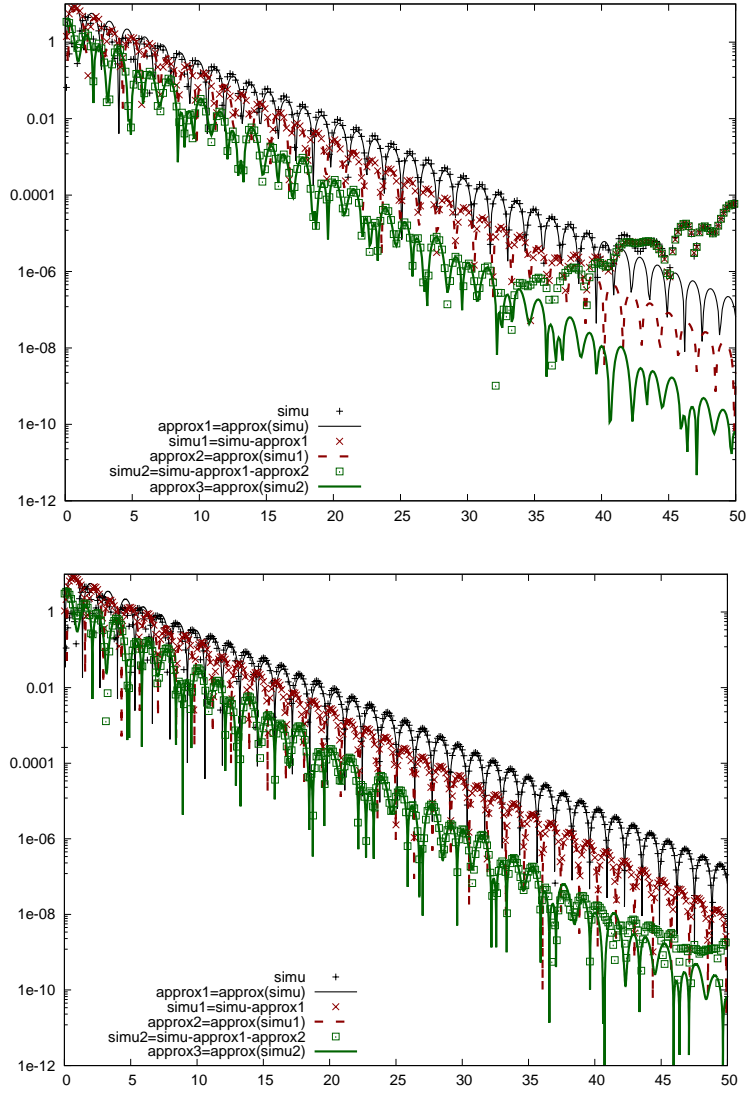 1
0.01
0.0001
1e-06
1e-08
1e-10
1e-12
simu
approx1=approx(simu)
simu1=simu-approx1
approx2=approx(simu1)
simu2=simu-approx1-approx2
approx3=approx(simu2)
0 5 10 15 20 25 30 35 40 45 50
1
0.01
0.0001
1e-06
1e-08
1e-10
1e-12
simu
approx1=approx(simu)
simu1=simu-approx1
approx2=approx(simu1)
simu2=simu-approx1-approx2
approx3=approx(simu2)
0 5 10 15 20 25 30 35 40 45 50